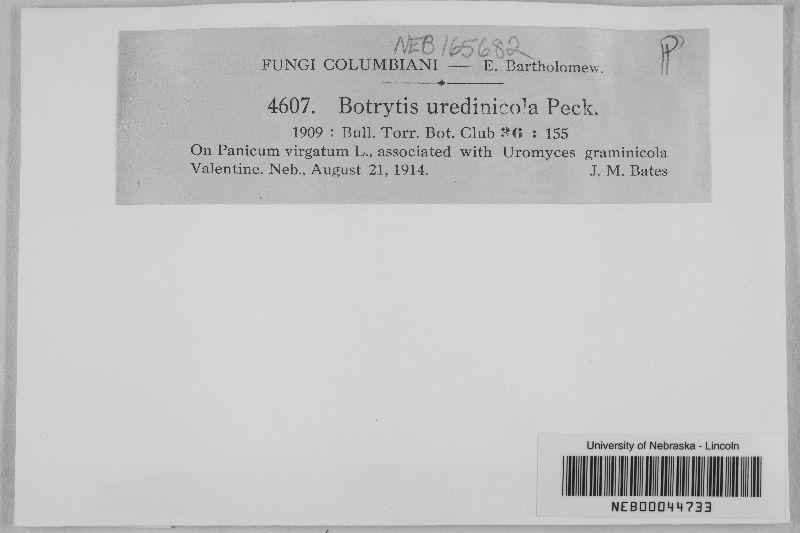 NEB 165682
P
FUNGI COLUMBIANI — E. Bartholomew.
4607. Botrytis uredinicola Peck.
1909 : Bull. Torr. Bot. Club 36 : 155
On Panicum virgatum L., associated with Uromyces graminicola
Valentine. Neb., August 21, 1914. J. M. Bates
University of Nebraska - Lincoln
NEB00044733